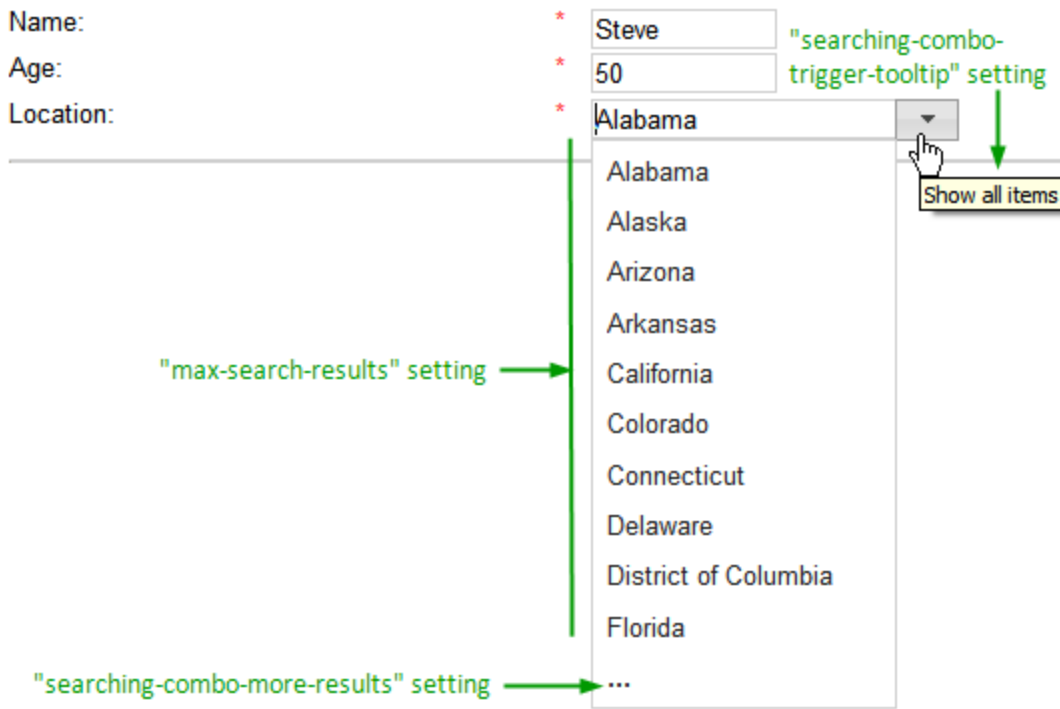 Name: * Steve
"searching-combo-
trigger-tooltip" setting
Age: * 50
Location: * Alabama
Show all items
Alabama
Alaska
Arizona
Arkansas
"max-search-results" setting
California
Colorado
Connecticut
Delaware
District of Columbia
Florida
"searching-combo-more-results" setting
...